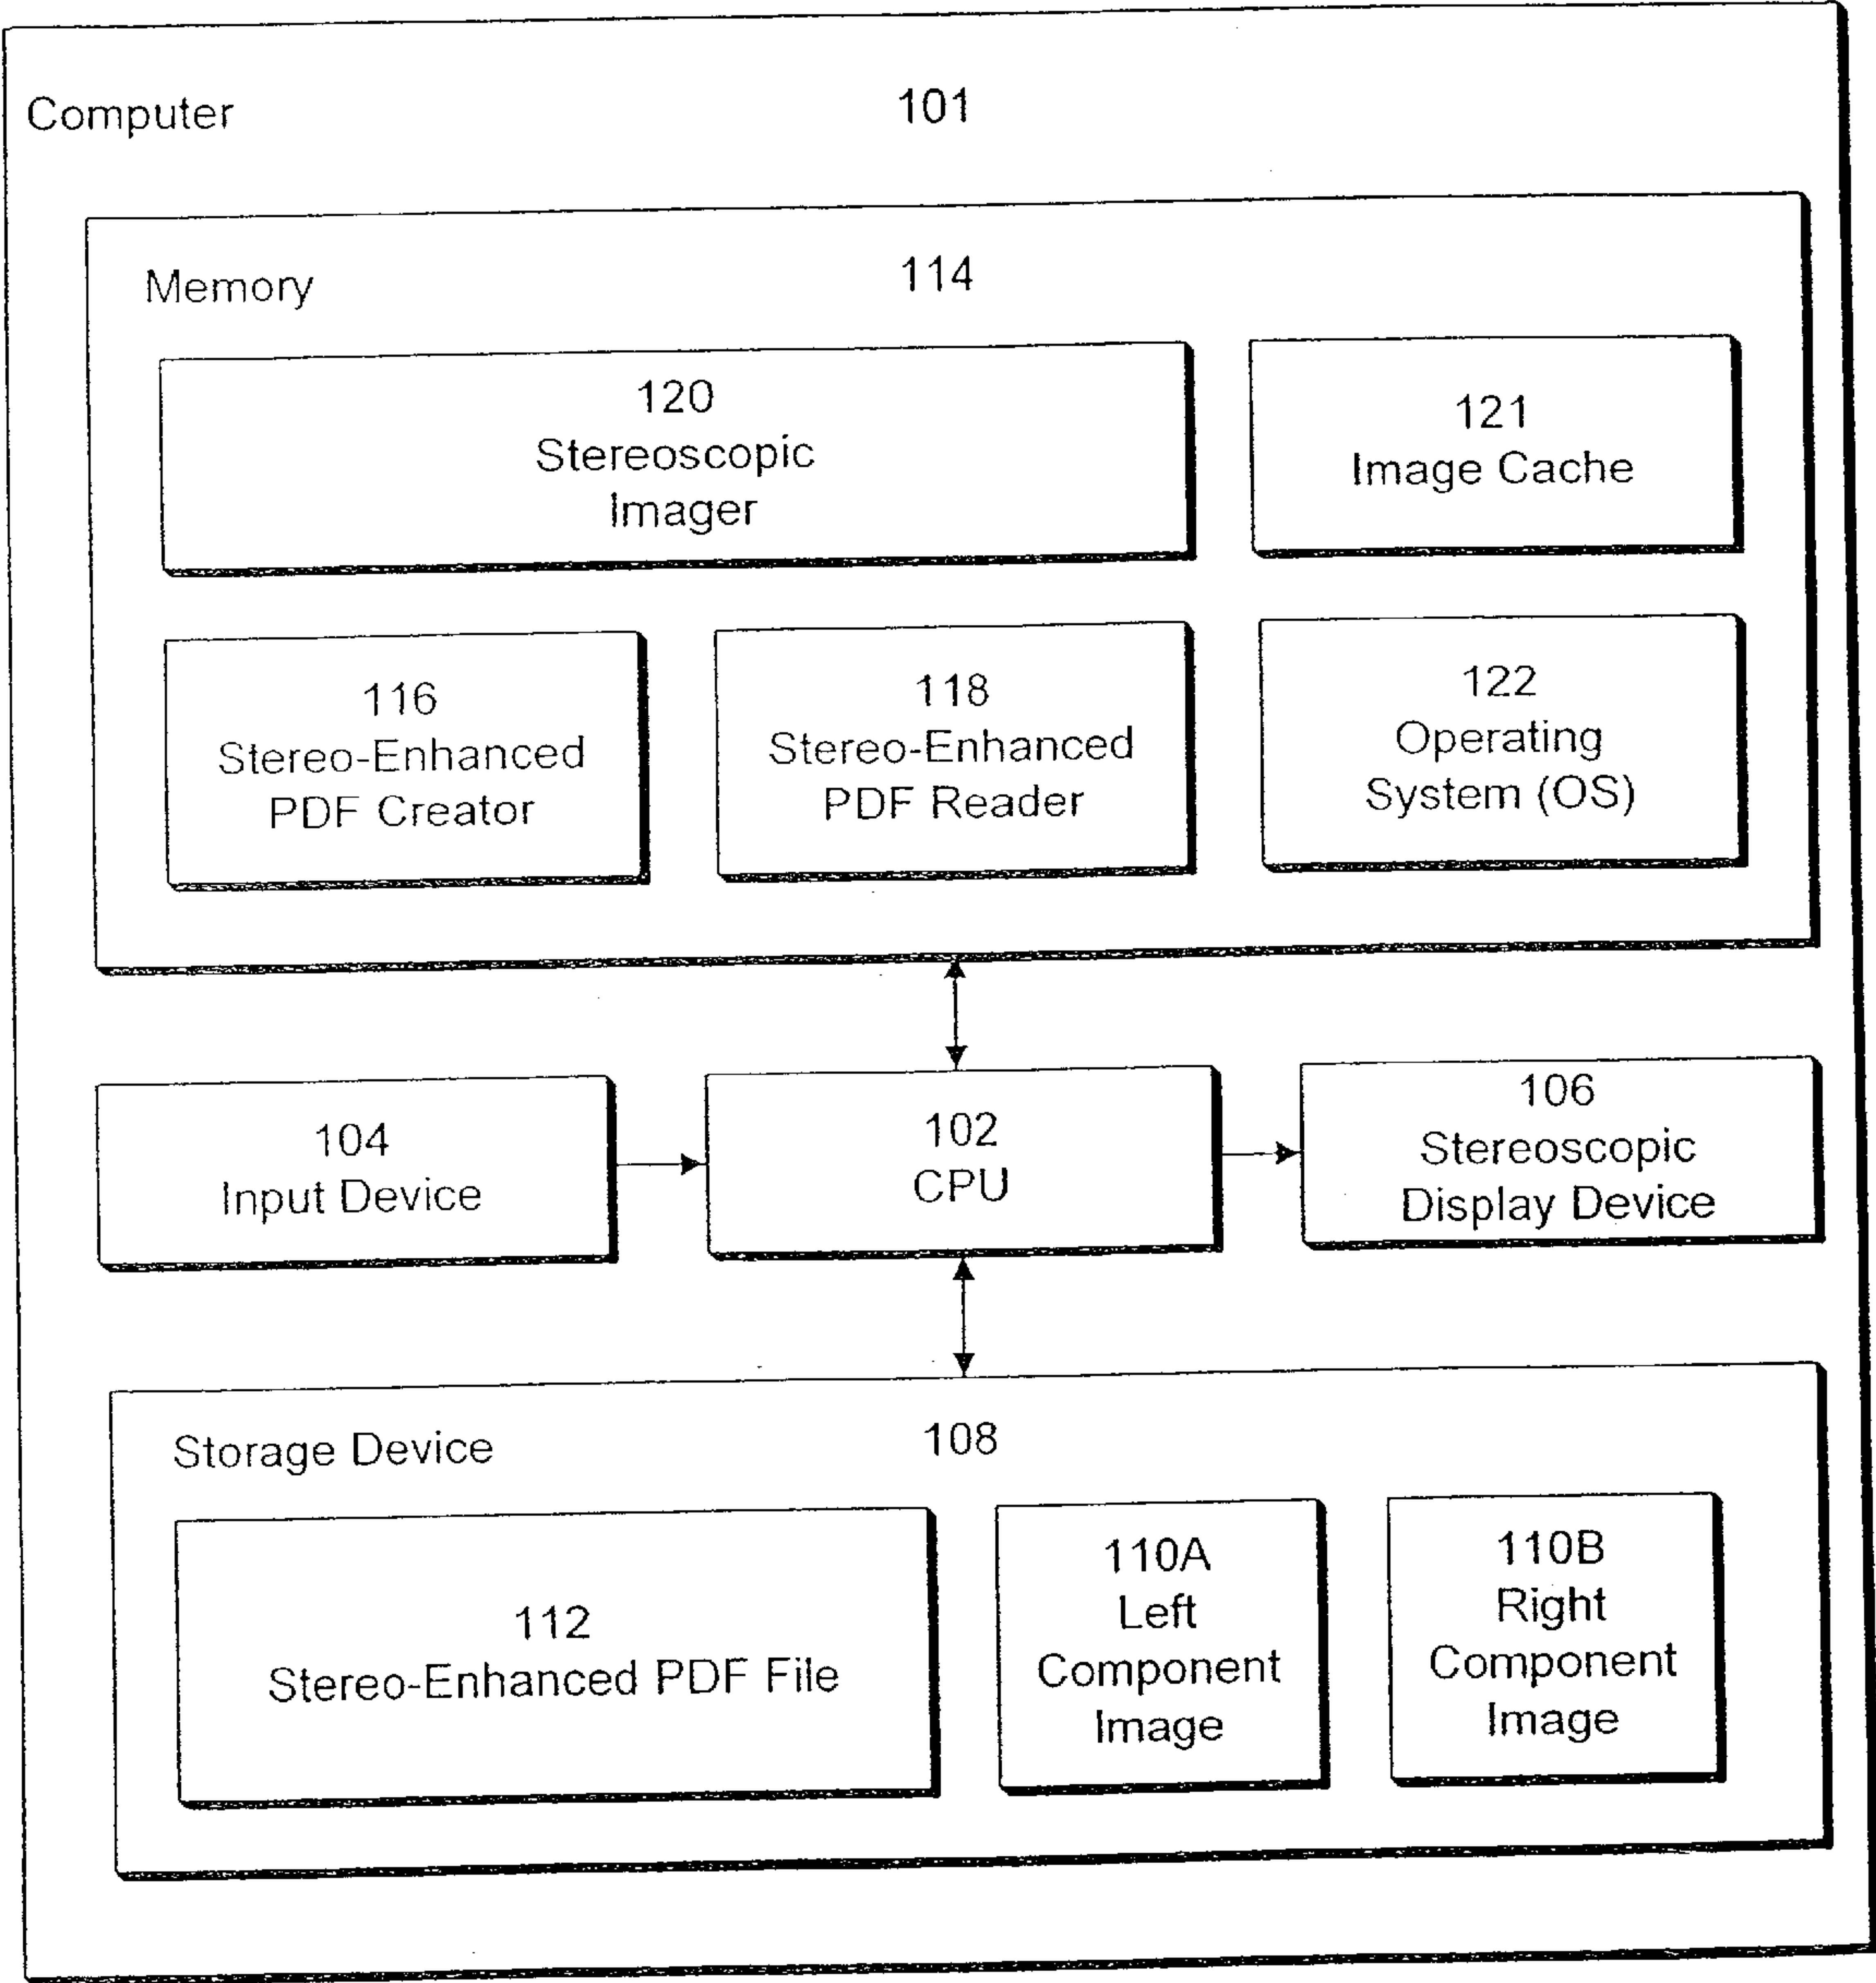 Computer 101
Memory 114
120
Stereoscopic
Imager
121
Image Cache
116
Stereo-Enhanced
PDF Creator
118
Stereo-Enhanced
PDF Reader
122
Operating
System (OS)
104
Input Device
102
CPU
106
Stereoscopic
Display Device
Storage Device 108
112
Stereo-Enhanced PDF File
110A
Left
Component
Image
110B
Right
Component
Image